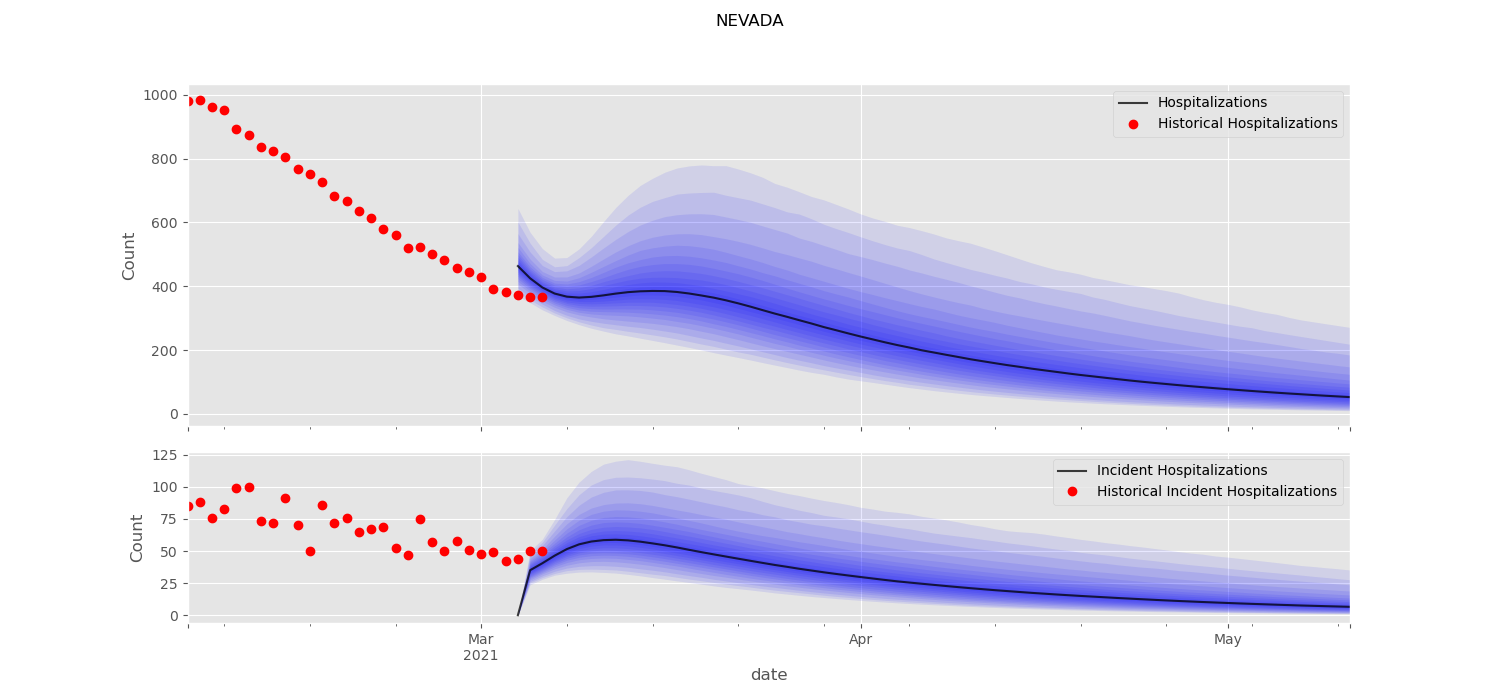 NEVADA
1000
800
600
400
200
0
Count
Hospitalizations
Historical Hospitalizations
125
100
75
50
25
0
Count
Incident Hospitalizations
Historical Incident Hospitalizations
Mar
2021
Apr
May
date